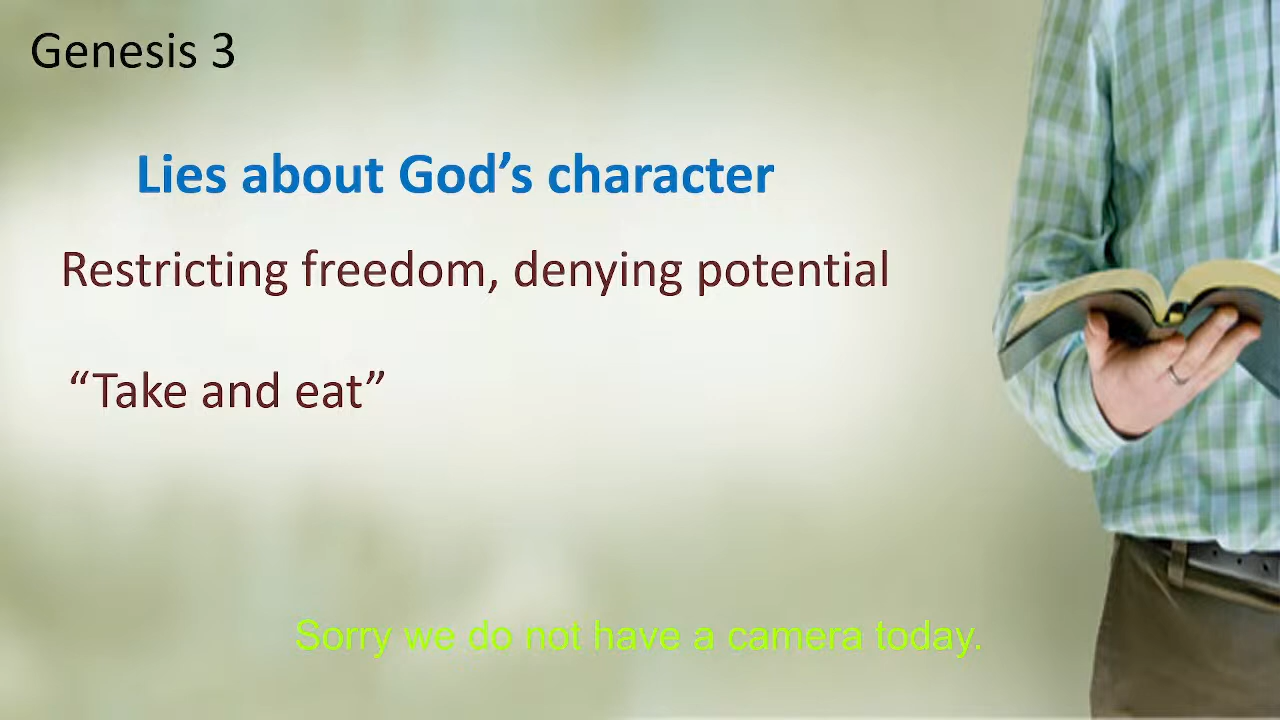 Genesis 3
Lies about God’s character
Restricting freedom, denying potential
“Take and eat”
Sorry we do not have a camera today.